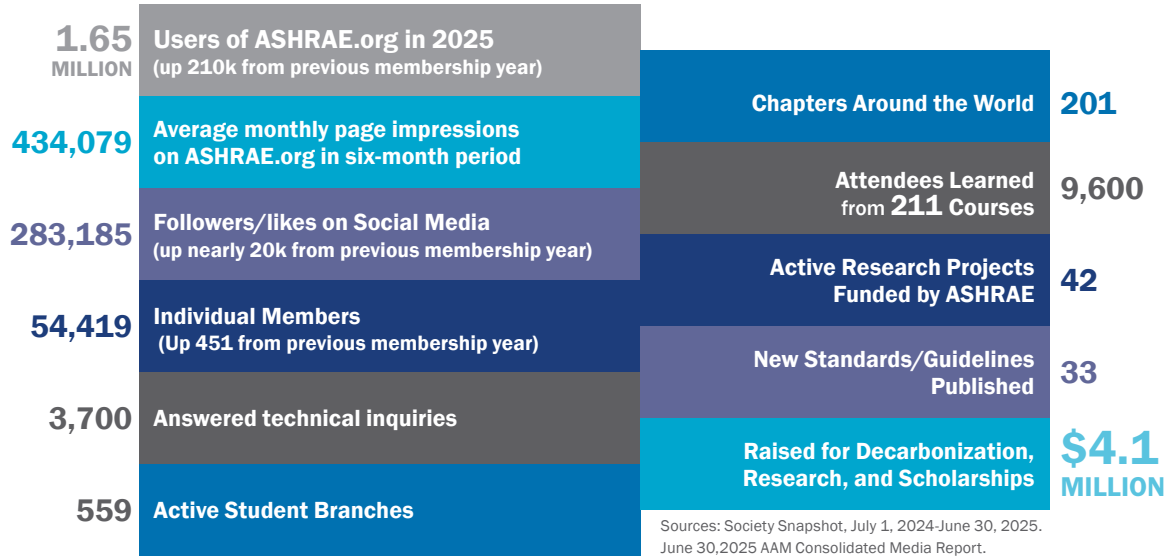 1.65
MILLION
Users of ASHRAE.org in 2025
(up 210k from previous membership year)
434,079
Average monthly page impressions
on ASHRAE.org in six-month period
283,185
Followers/likes on Social Media
(up nearly 20k from previous membership year)
54,419
Individual Members
(Up 451 from previous membership year)
3,700
Answered technical inquiries
559
Active Student Branches
Chapters Around the World
201
Attendees Learned
from 211 Courses
9,600
Active Research Projects
Funded by ASHRAE
42
New Standards/Guidelines
Published
33
Raised for Decarbonization,
Research, and Scholarships
$4.1
MILLION
Sources: Society Snapshot, July 1, 2024-June 30, 2025.
June 30,2025 AAM Consolidated Media Report.